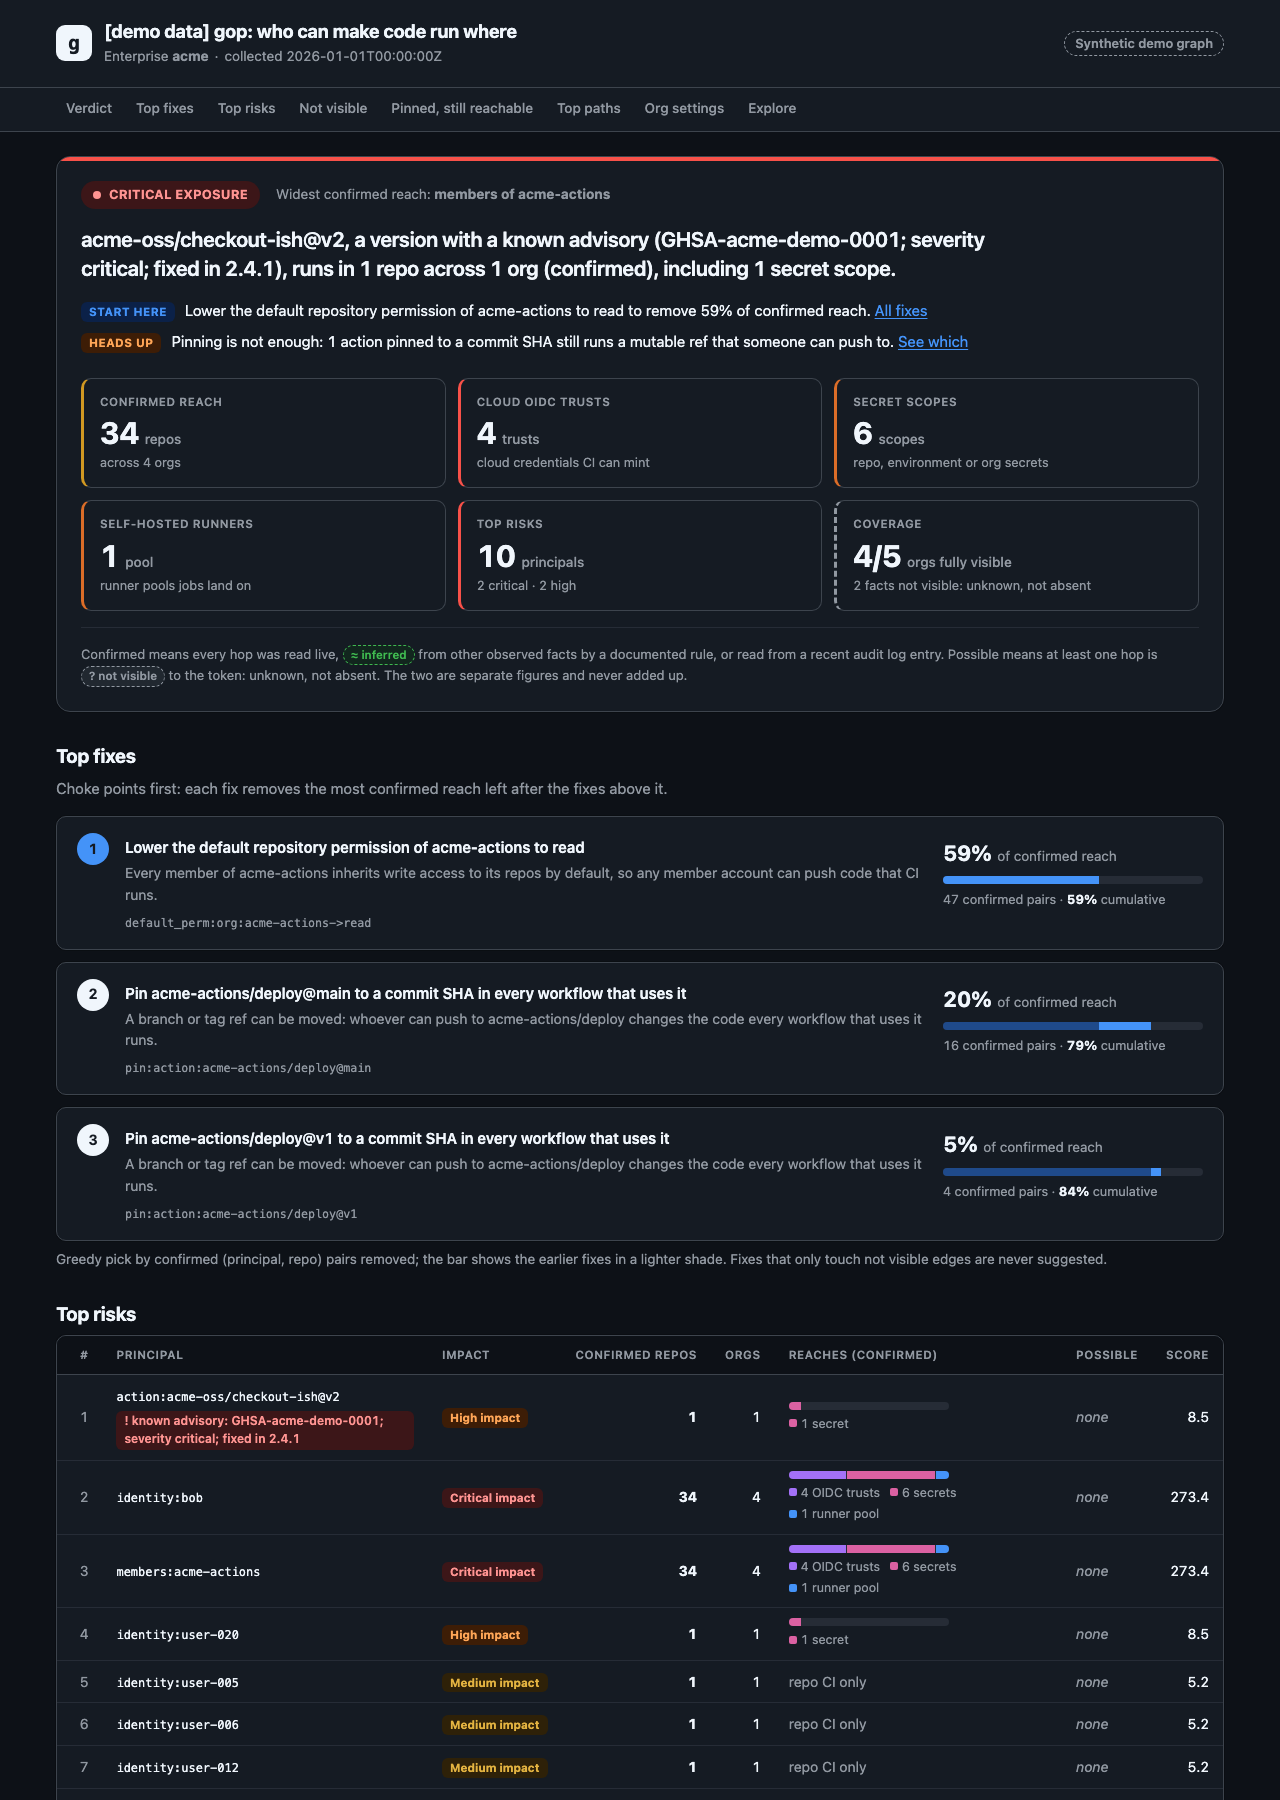 g
[demo data] gop: who can make code run where
Enterprise acme · collected 2026-01-01T00:00:00Z
Synthetic demo graph
Verdict Top fixes Top risks Not visible Pinned, still reachable Top paths Org settings Explore
CRITICAL EXPOSURE Widest confirmed reach: members of acme-actions
acme-oss/checkout-ish@v2, a version with a known advisory (GHSA-acme-demo-0001; severity
critical; fixed in 2.4.1), runs in 1 repo across 1 org (confirmed), including 1 secret scope.
START HERE Lower the default repository permission of acme-actions to read to remove 59% of confirmed reach. All fixes
HEADS UP Pinning is not enough: 1 action pinned to a commit SHA still runs a mutable ref that someone can push to. See which
CONFIRMED REACH
34 repos
across 4 orgs
CLOUD OIDC TRUSTS
4 trusts
cloud credentials CI can mint
SECRET SCOPES
6 scopes
repo, environment or org secrets
SELF-HOSTED RUNNERS
1 pool
runner pools jobs land on
TOP RISKS
10 principals
2 critical · 2 high
COVERAGE
4/5 orgs fully visible
2 facts not visible: unknown, not absent
Confirmed means every hop was read live, ≈ inferred from other observed facts by a documented rule, or read from a recent audit log entry. Possible means at least one hop is
? not visible to the token: unknown, not absent. The two are separate figures and never added up.
Top fixes
Choke points first: each fix removes the most confirmed reach left after the fixes above it.
1
Lower the default repository permission of acme-actions to read
Every member of acme-actions inherits write access to its repos by default, so any member account can push code that CI
runs.
default_perm:org:acme-actions->read
59% of confirmed reach
47 confirmed pairs · 59% cumulative
2
Pin acme-actions/deploy@main to a commit SHA in every workflow that uses it
A branch or tag ref can be moved: whoever can push to acme-actions/deploy changes the code every workflow that uses it
runs.
pin:action:acme-actions/deploy@main
20% of confirmed reach
16 confirmed pairs · 79% cumulative
3
Pin acme-actions/deploy@v1 to a commit SHA in every workflow that uses it
A branch or tag ref can be moved: whoever can push to acme-actions/deploy changes the code every workflow that uses it
runs.
pin:action:acme-actions/deploy@v1
5% of confirmed reach
4 confirmed pairs · 84% cumulative
Greedy pick by confirmed (principal, repo) pairs removed; the bar shows the earlier fixes in a lighter shade. Fixes that only touch not visible edges are never suggested.
Top risks
# PRINCIPAL IMPACT CONFIRMED REPOS ORGS REACHES (CONFIRMED) POSSIBLE SCORE
1 action:acme-oss/checkout-ish@v2
! known advisory: GHSA-acme-demo-0001;
severity critical; fixed in 2.4.1
High impact 1 1 1 secret none 8.5
2 identity:bob Critical impact 34 4 4 OIDC trusts 6 secrets
1 runner pool
none 273.4
3 members:acme-actions Critical impact 34 4 4 OIDC trusts 6 secrets
1 runner pool
none 273.4
4 identity:user-020 High impact 1 1 1 secret none 8.5
5 identity:user-005 Medium impact 1 1 repo CI only none 5.2
6 identity:user-006 Medium impact 1 1 repo CI only none 5.2
7 identity:user-012 Medium impact 1 1 repo CI only none 5.2